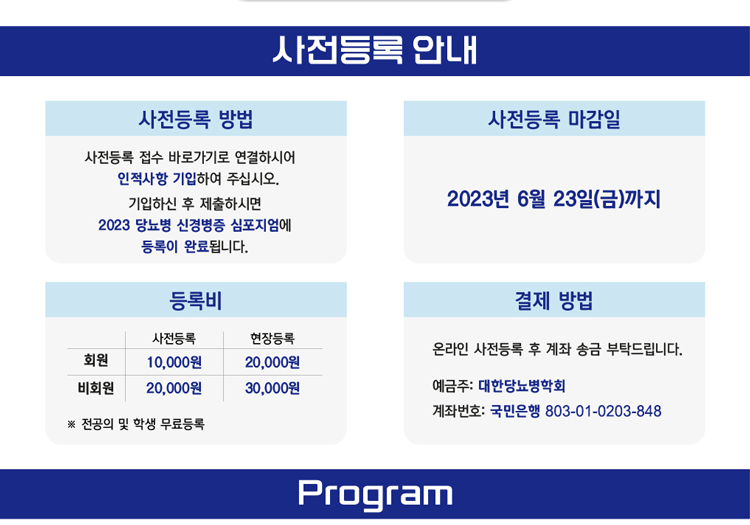 사전등록 안내
사전등록 방법
사전등록 접수 바로가기로 연결하시어
인적사항 기입하여 주십시오.
기입하신 후 제출하시면
2023 당뇨병 신경병증 심포지엄에
등록이 완료됩니다.
사전등록 마감일
2023년 6월 23일(금)까지
등록비
사전등록 현장등록
회원 10,000원 20,000원
비회원 20,000원 30,000원
※ 전공의 및 학생 무료등록
결제 방법
온라인 사전등록 후 계좌 송금 부탁드립니다.
예금주: 대한당뇨병학회
계좌번호: 국민은행 803-01-0203-848
Program